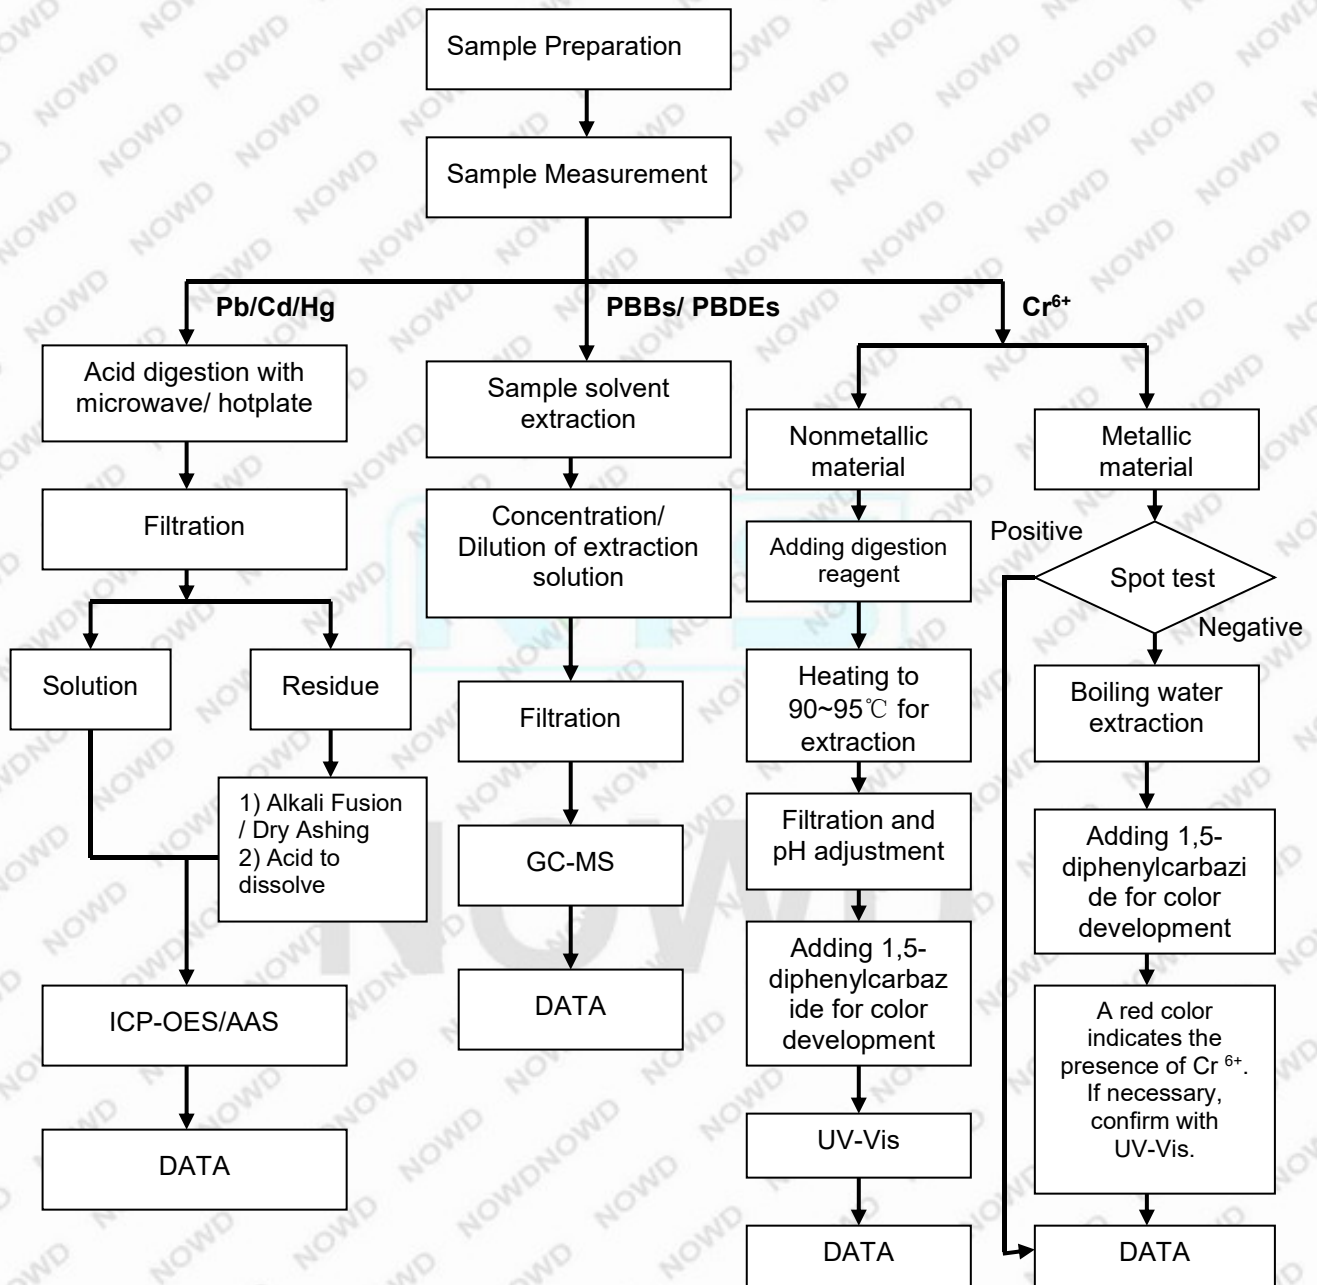 Sample Preparation
Sample Measurement
Pb/Cd/Hg
PBBs/ PBDEs
Cr⁶⁺
Acid digestion with
microwave/ hotplate
Filtration
Solution
Residue
1) Alkali Fusion
/ Dry Ashing
2) Acid to
dissolve
ICP-OES/AAS
DATA
Sample solvent
extraction
Concentration/
Dilution of extraction
solution
Filtration
GC-MS
DATA
Nonmetallic
material
Adding digestion
reagent
Heating to
90~95℃ for
extraction
Filtration and
pH adjustment
Adding 1,5-
diphenylcarbaz
ide for color
development
UV-Vis
DATA
Metallic
material
Positive
Spot test
Negative
Boiling water
extraction
Adding 1,5-
diphenylcarbazi
de for color
development
A red color
indicates the
presence of Cr ⁶⁺.
If necessary,
confirm with
UV-Vis.
DATA
NOWD